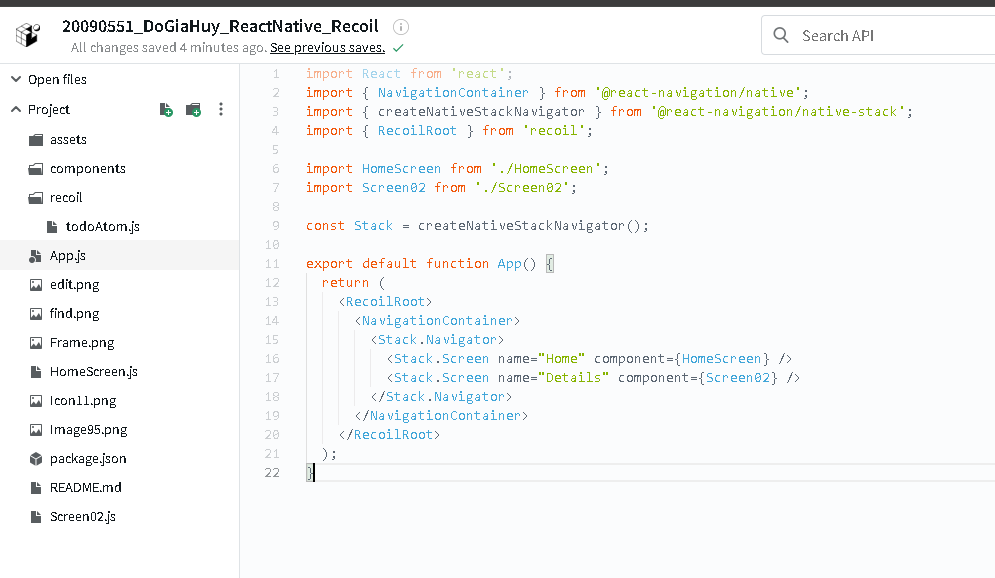 20090551_DoGiaHuy_ReactNative_Recoil
All changes saved 4 minutes ago. See previous saves.
Search API
Open files
Project
assets
components
recoil
todoAtom.js
App.js
edit.png
find.png
Frame.png
HomeScreen.js
Icon11.png
Image95.png
package.json
README.md
Screen02.js
1 import React from 'react';
2 import { NavigationContainer } from '@react-navigation/native';
3 import { createNativeStackNavigator } from '@react-navigation/native-stack';
4 import { RecoilRoot } from 'recoil';
5
6 import HomeScreen from './HomeScreen';
7 import Screen02 from './Screen02';
8
9 const Stack = createNativeStackNavigator();
10
11 export default function App() {
12   return (
13     <RecoilRoot>
14       <NavigationContainer>
15         <Stack.Navigator>
16           <Stack.Screen name="Home" component={HomeScreen} />
17           <Stack.Screen name="Details" component={Screen02} />
18         </Stack.Navigator>
19       </NavigationContainer>
20     </RecoilRoot>
21   );
22 }